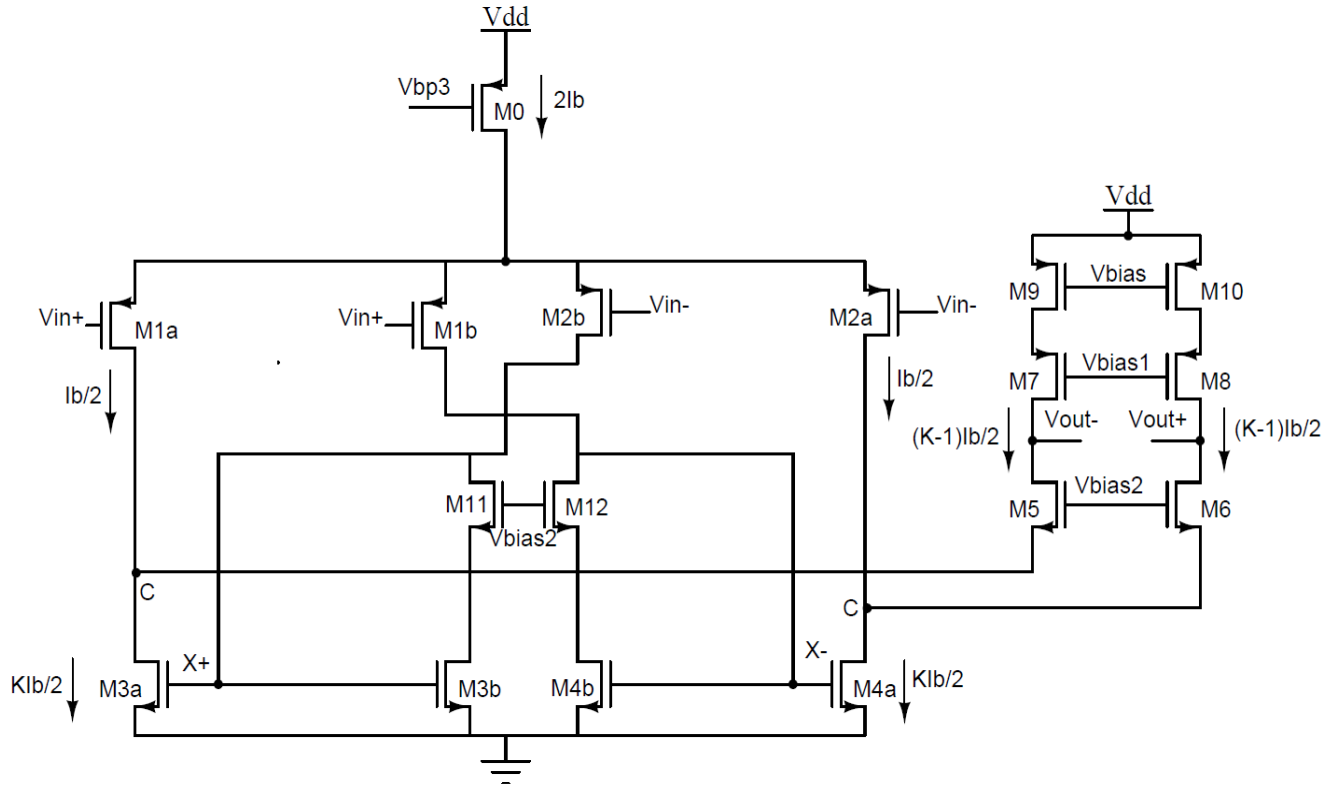 Vdd
Vbp3
M0
2Ib
Vdd
Vin+
M1a
Vin+
M1b
M2b
Vin-
M2a
Vin-
M9
Vbias
M10
Ib/2
Ib/2
M7
Vbias1
M8
Vout-
Vout+
(K-1)Ib/2
(K-1)Ib/2
M11
M12
Vbias2
M5
Vbias2
M6
C
C
X+
X-
KIb/2
M3a
M3b
M4b
M4a
KIb/2